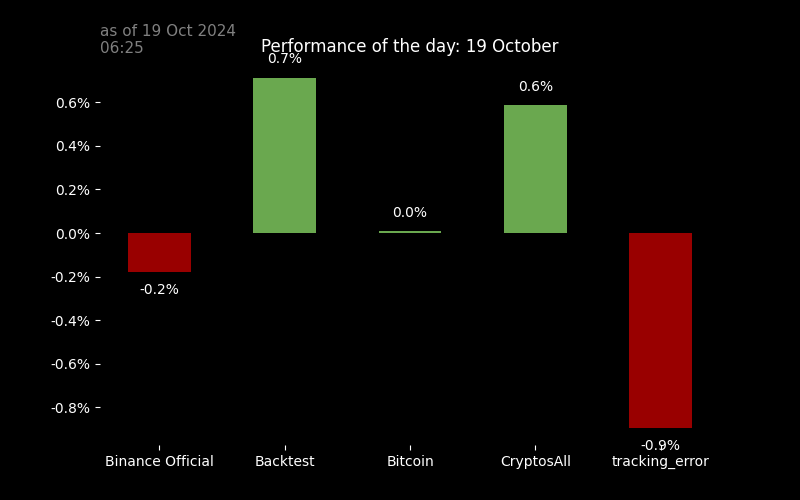 as of 19 Oct 2024
06:25
Performance of the day: 19 October
0.7%
0.6%
0.6%
0.4%
0.2%
0.0%
0.0%
-0.2%
-0.2%
-0.4%
-0.6%
-0.8%
-0.9%
Binance Official
Backtest
Bitcoin
CryptosAll
tracking_error